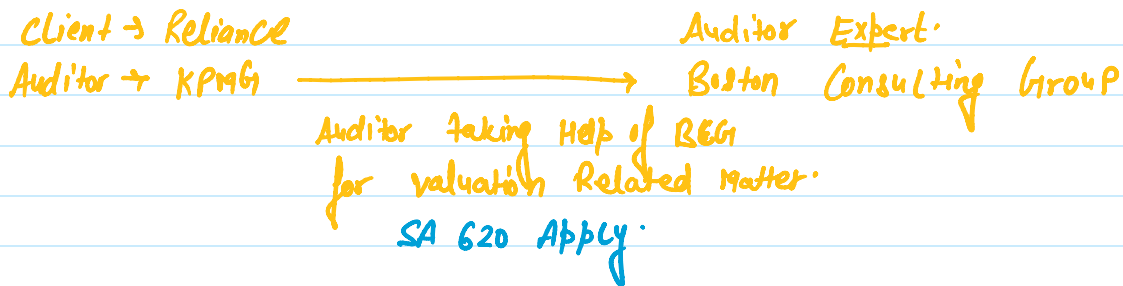 Client → Reliance Auditor Expert.
Auditor → KPMG → Boston Consulting Group
Auditor taking Help of BCG
for valuation Related Matter.
SA 620 Apply.